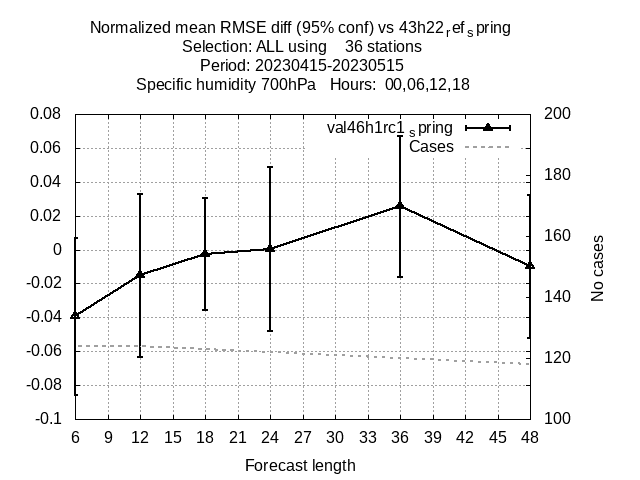 Normalized mean RMSE diff (95% conf) vs 43h22refspring
Selection: ALL using 36 stations
Period: 20230415-20230515
Specific humidity 700hPa Hours: 00,06,12,18
val46h1rc1spring
Cases
0.08
0.06
0.04
0.02
0
-0.02
-0.04
-0.06
-0.08
-0.1
200
180
160
140
120
100
No cases
6 9 12 15 18 21 24 27 30 33 36 39 42 45 48
Forecast length